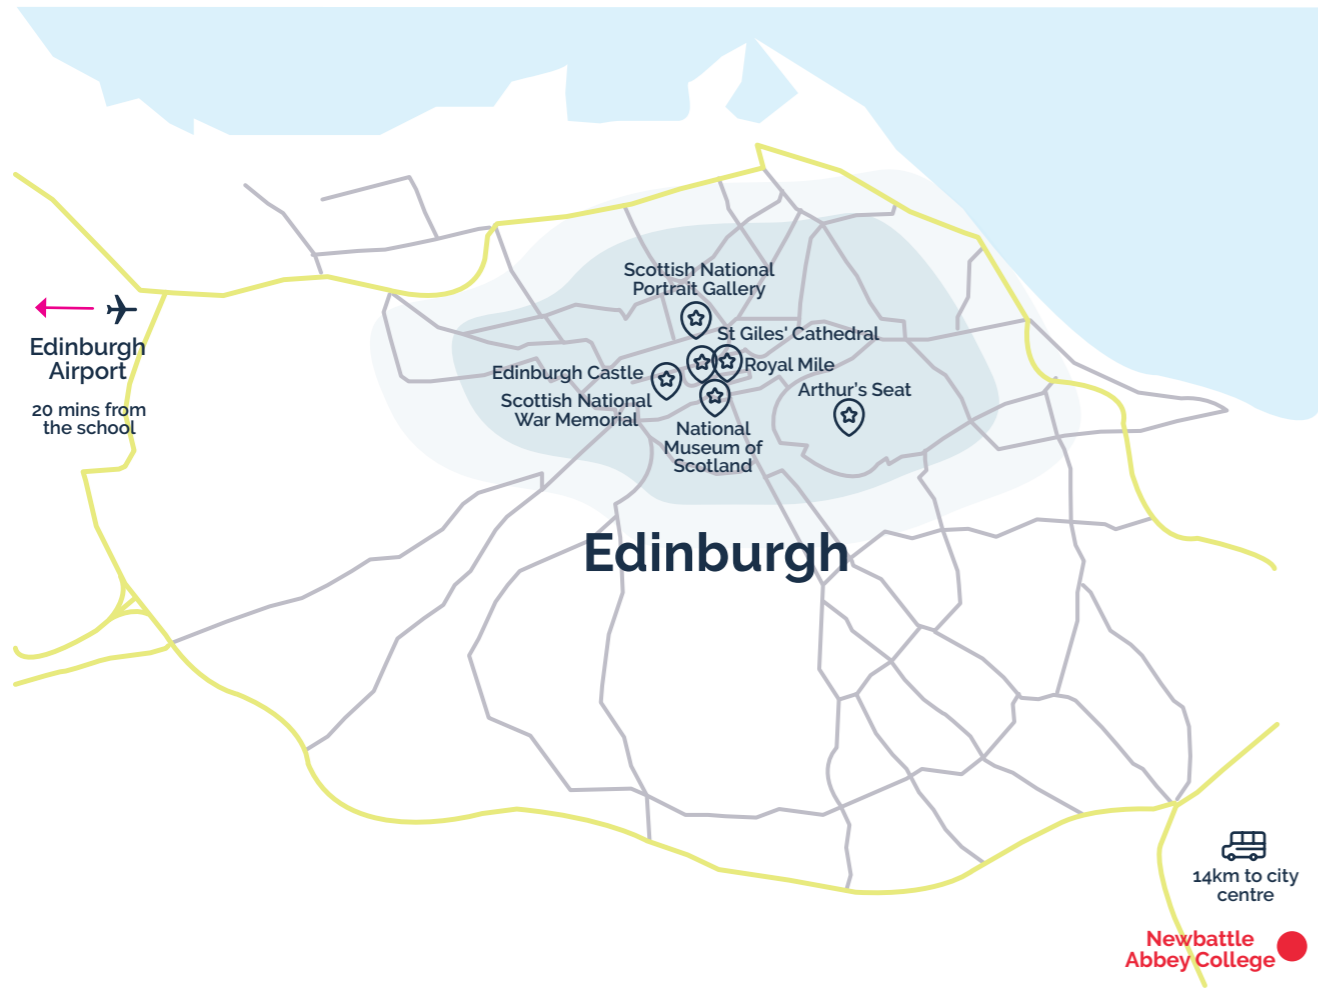 Scottish National
Portrait Gallery
St Giles' Cathedral
Royal Mile
Edinburgh Castle
Scottish National
War Memorial
Arthur's Seat
National
Museum of
Scotland
Edinburgh
Airport
20 mins from
the school
Edinburgh
14km to city
centre
Newbattle
Abbey College